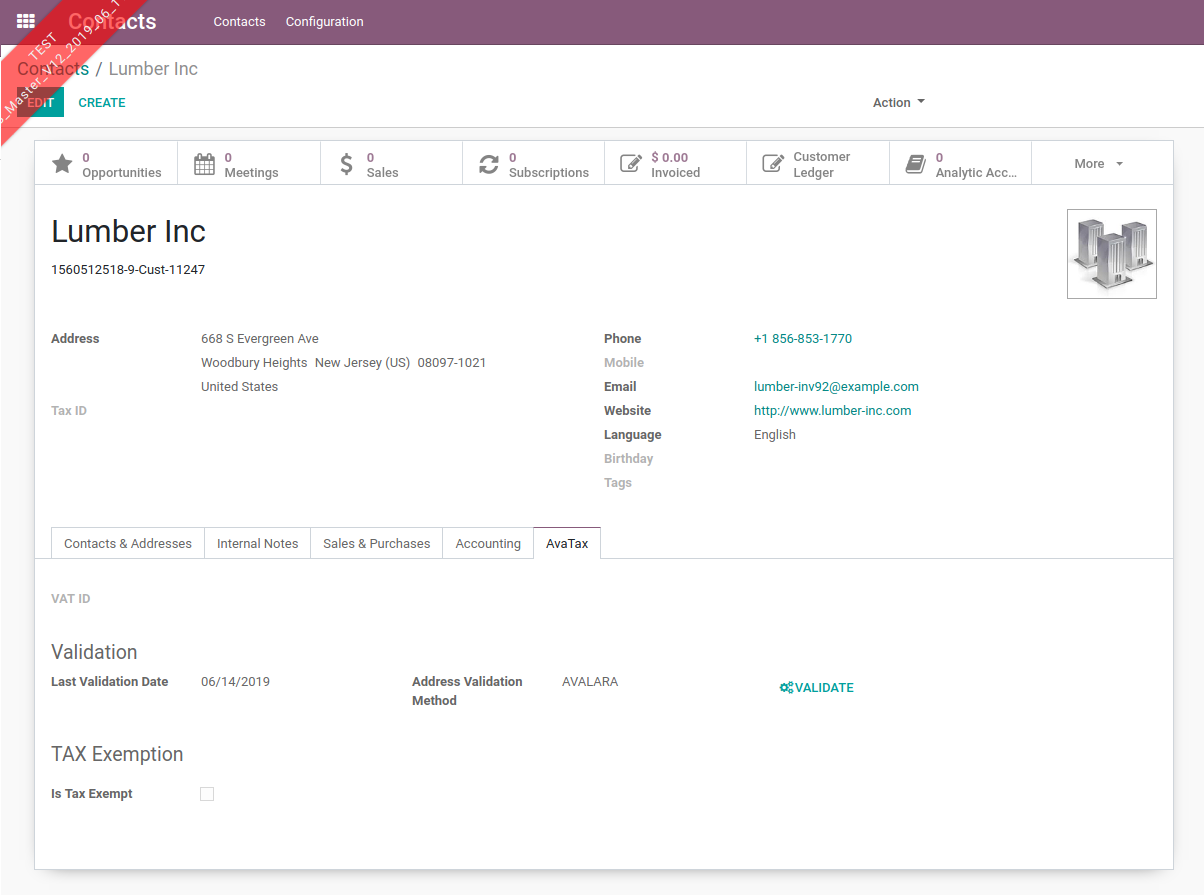 Contacts Contacts Configuration
TEST
_Master_V12_2019_06_1
Contacts / Lumber Inc
EDIT CREATE Action
0 Opportunities
0 Meetings
0 Sales
0 Subscriptions
$ 0.00 Invoiced
Customer Ledger
0 Analytic Acc...
More
Lumber Inc
1560512518-9-Cust-11247
Address 668 S Evergreen Ave
Woodbury Heights New Jersey (US) 08097-1021
United States
Tax ID
Phone +1 856-853-1770
Mobile
Email lumber-inv92@example.com
Website http://www.lumber-inc.com
Language English
Birthday
Tags
Contacts & Addresses Internal Notes Sales & Purchases Accounting AvaTax
VAT ID
Validation
Last Validation Date 06/14/2019
Address Validation Method AVALARA
VALIDATE
TAX Exemption
Is Tax Exempt